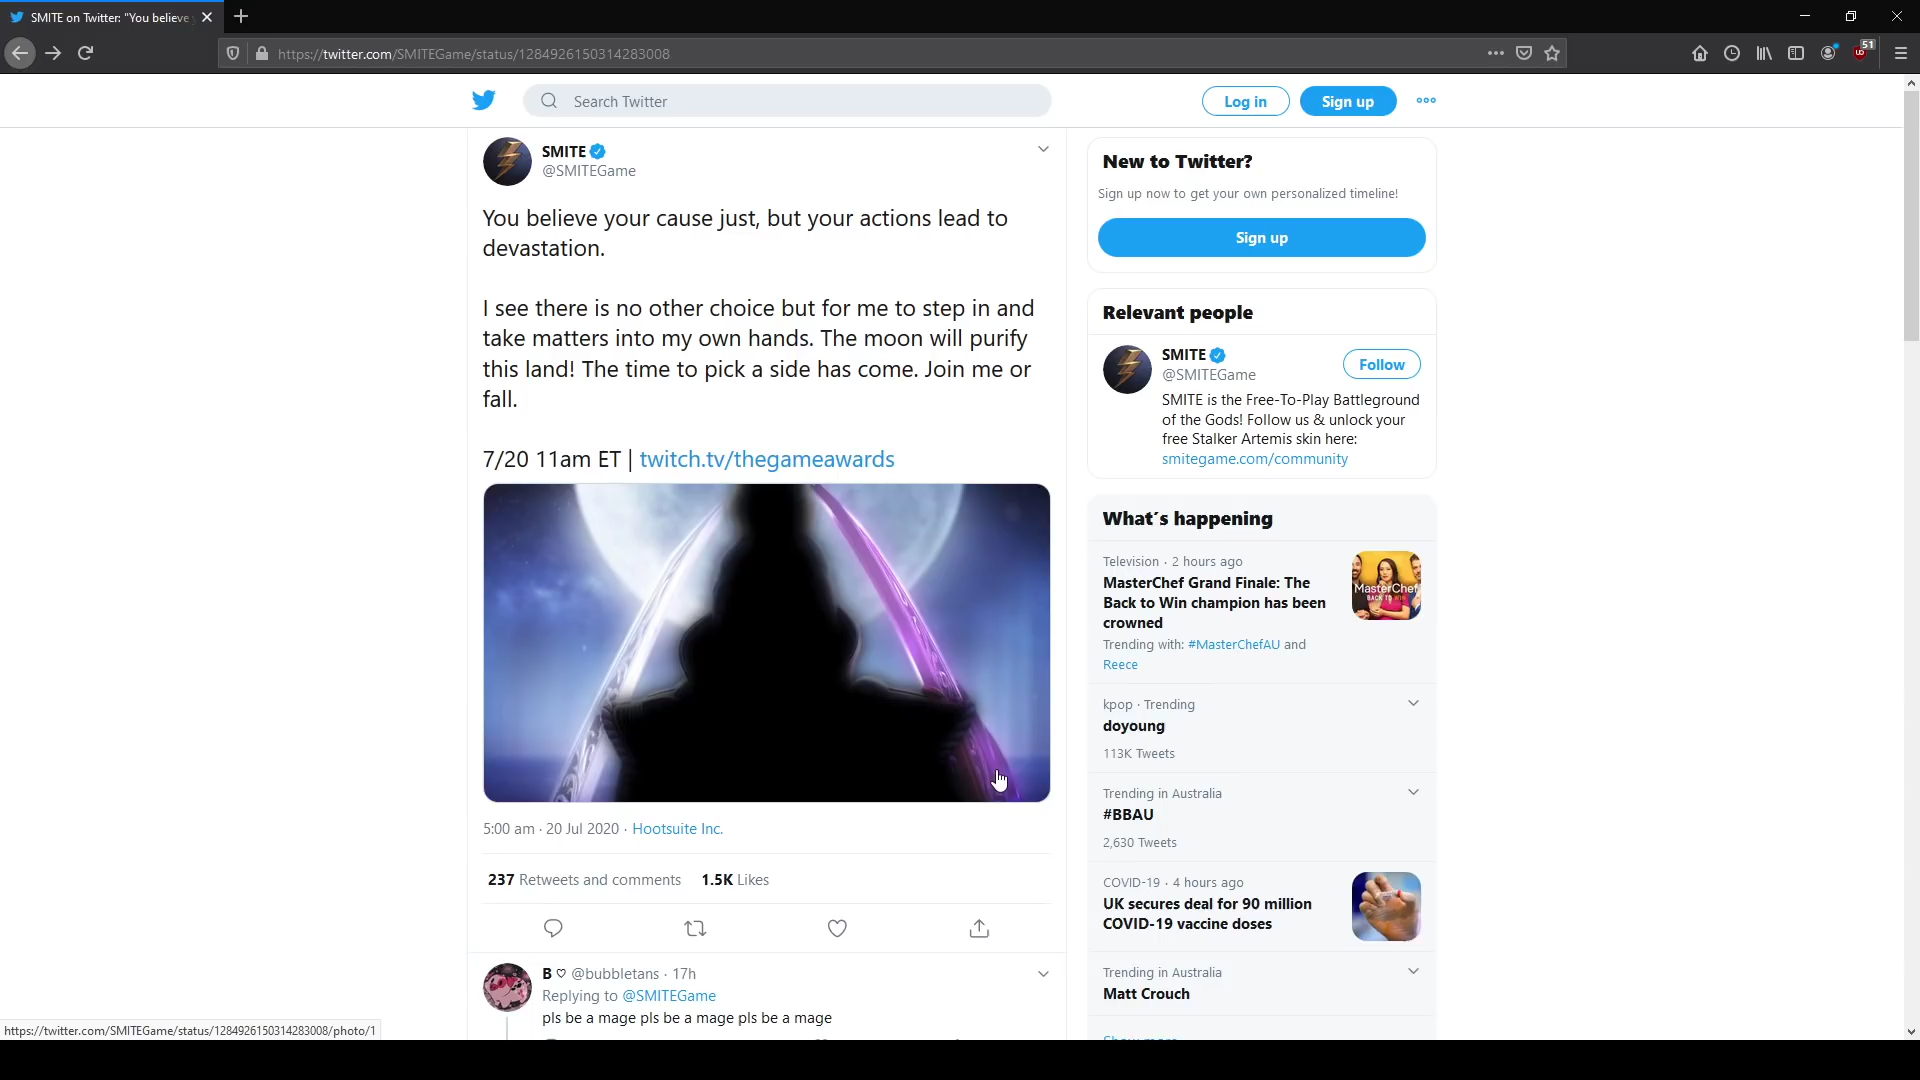 SMITE on Twitter: "You believe
https://twitter.com/SMITEGame/status/1284926150314283008
51
Search Twitter
Log in
Sign up
SMITE
@SMITEGame
You believe your cause just, but your actions lead to
devastation.
I see there is no other choice but for me to step in and
take matters into my own hands. The moon will purify
this land! The time to pick a side has come. Join me or
fall.
7/20 11am ET | twitch.tv/thegameawards
5:00 am · 20 Jul 2020 · Hootsuite Inc.
237 Retweets and comments 1.5K Likes
B ♡ @bubbletans · 17h
Replying to @SMITEGame
pls be a mage pls be a mage pls be a mage
New to Twitter?
Sign up now to get your own personalized timeline!
Sign up
Relevant people
SMITE
@SMITEGame
Follow
SMITE is the Free-To-Play Battleground
of the Gods! Follow us & unlock your
free Stalker Artemis skin here:
smitegame.com/community
What's happening
Television · 2 hours ago
MasterChef Grand Finale: The
Back to Win champion has been
crowned
Trending with: #MasterChefAU and
Reece
MasterChef
BACK TO WIN
kpop · Trending
doyoung
113K Tweets
Trending in Australia
#BBAU
2,630 Tweets
COVID-19 · 4 hours ago
UK secures deal for 90 million
COVID-19 vaccine doses
Trending in Australia
Matt Crouch
https://twitter.com/SMITEGame/status/1284926150314283008/photo/1